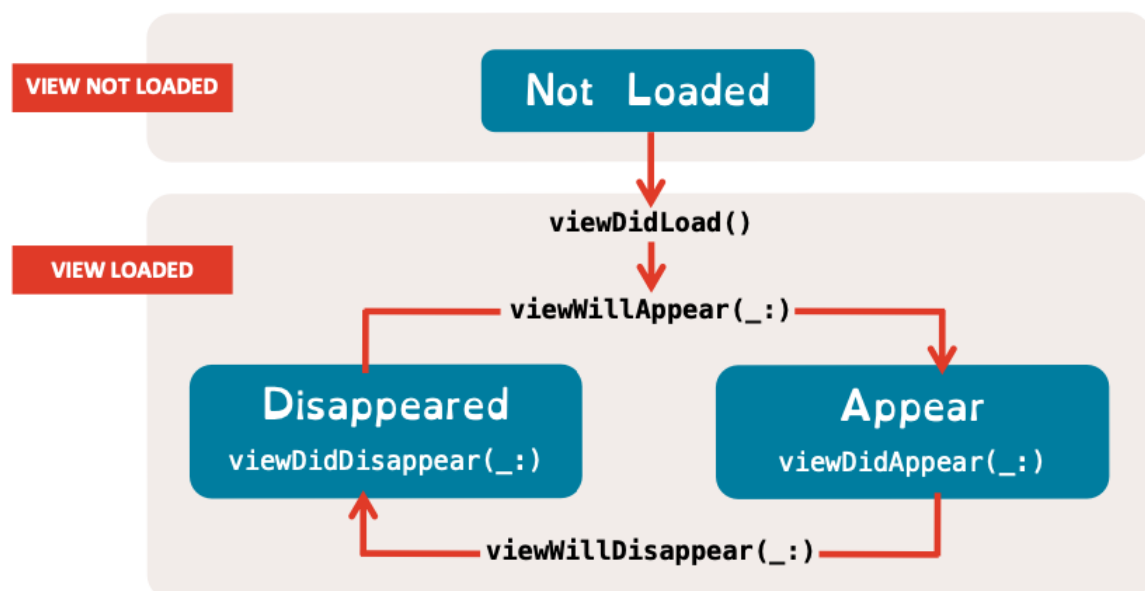 VIEW NOT LOADED
Not Loaded
viewDidLoad()
VIEW LOADED
viewWillAppear(_:)
Disappeared
viewDidDisappear(_:)
Appear
viewDidAppear(_:)
viewWillDisappear(_:)